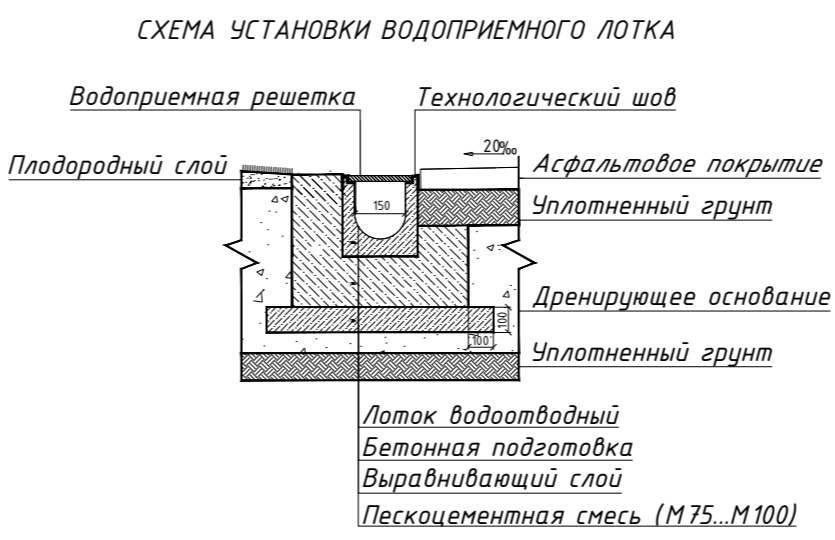 СХЕМА УСТАНОВКИ ВОДОПРИЕМНОГО ЛОТКА
Водоприемная решетка
Технологический шов
20‰
Плодородный слой
Асфальтовое покрытие
150
Уплотненный грунт
Дренирующее основание
100
100
Уплотненный грунт
Лоток водоотводный
Бетонная подготовка
Выравнивающий слой
Пескоцементная смесь (М75...М100)